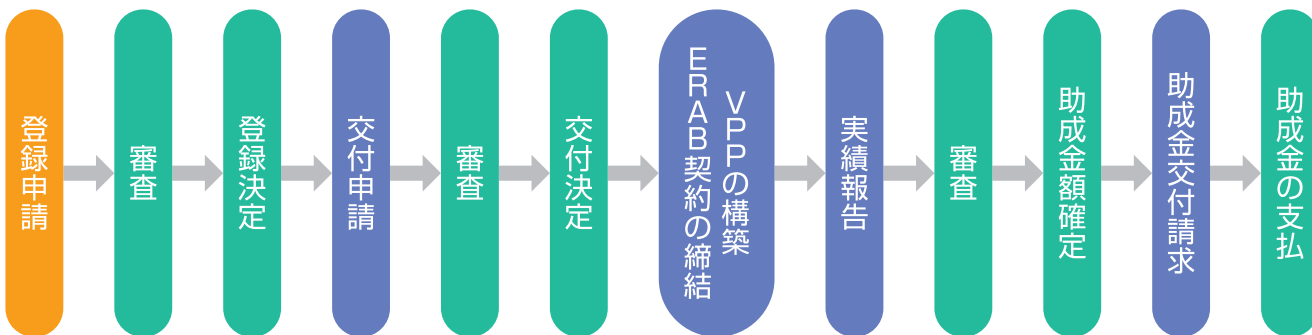 登録申請
審査
登録決定
交付申請
審査
交付決定
VPPの構築
ERAB契約の締結
実績報告
審査
助成金額確定
助成金交付請求
助成金の支払